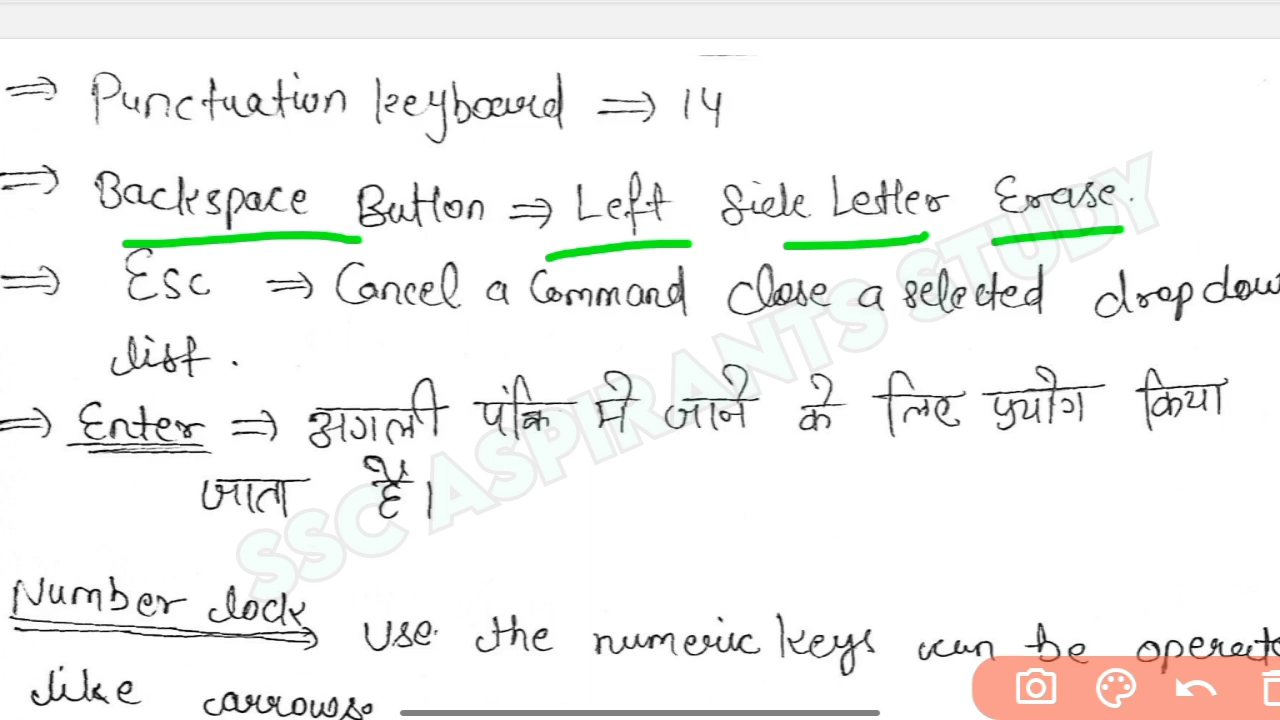 ⇒ Punctuation keyboard ⇒ 14
⇒ Backspace Button ⇒ Left Side Letter Erase.
⇒ Esc ⇒ Cancel a Command close a selected dropdow
list.
⇒ Enter ⇒ अगली पंक्ति में जाने के लिए प्रयोग किया
जाता है।
Number lock ⇒ use the numeric keys can be operate
like arrows
SSC ASPIRANTS STUDY